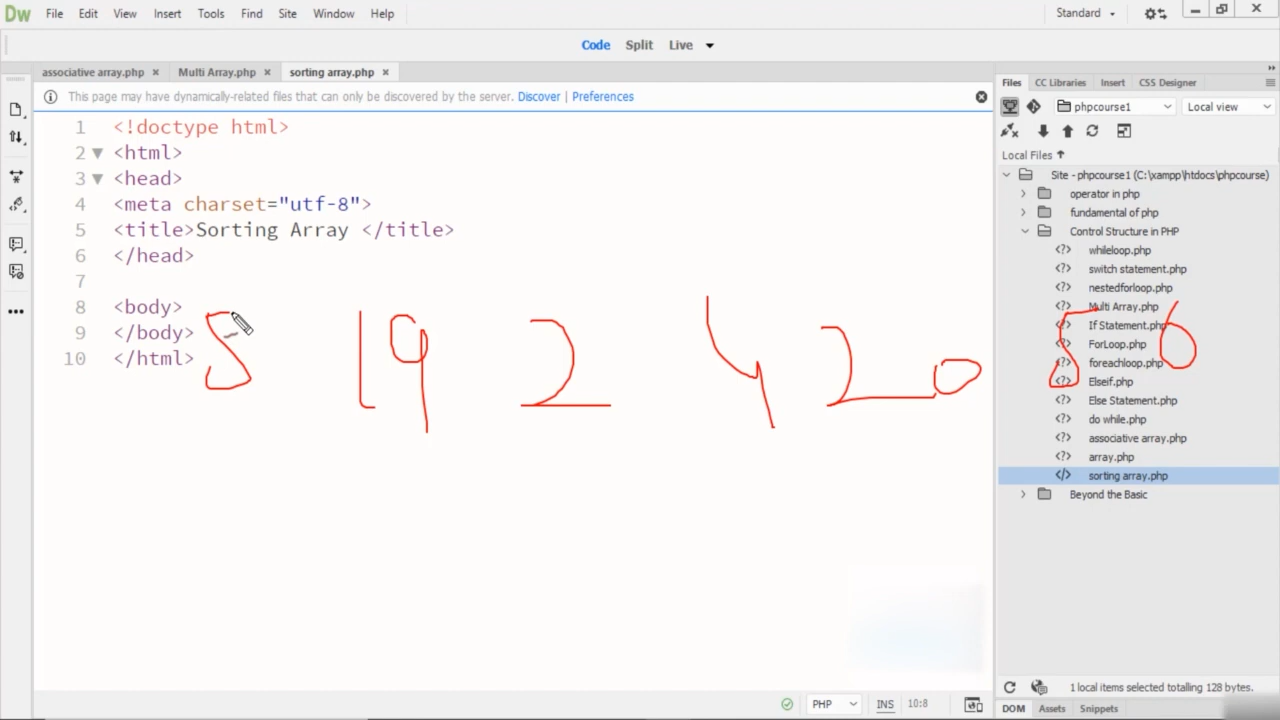 Dw File Edit View Insert Tools Find Site Window Help Standard
Code Split Live
associative array.php × Multi Array.php × sorting array.php ×
This page may have dynamically-related files that can only be discovered by the server. Discover | Preferences
1 <!doctype html>
2 <html>
3 <head>
4 <meta charset="utf-8">
5 <title>Sorting Array </title>
6 </head>
7
8 <body>
9 </body>
10 </html>
5 19 2 4 20 56
PHP INS 10:8
Files CC Libraries Insert CSS Designer
phpcourse1 Local view
Local Files
Site - phpcourse1 (C:\xampp\htdocs\phpcourse)
operator in php
fundamental of php
Control Structure in PHP
<?> whileloop.php
<?> switch statement.php
<?> nestedforloop.php
<?> Multi Array.php
<?> If Statement.php
<?> ForLoop.php
<?> foreachloop.php
<?> Elseif.php
<?> Else Statement.php
<?> do while.php
<?> associative array.php
<?> array.php
</> sorting array.php
Beyond the Basic
1 local items selected totalling 128 bytes.
DOM Assets Snippets